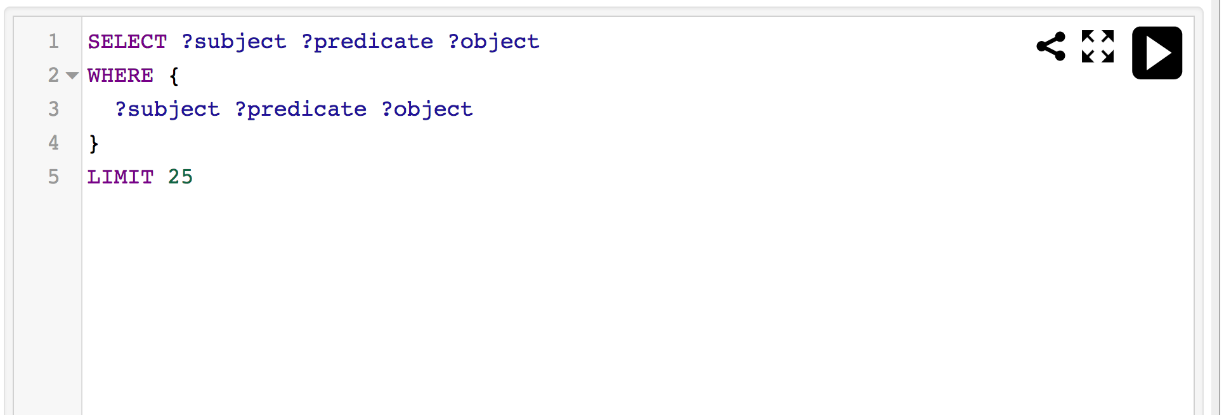 1 SELECT ?subject ?predicate ?object
2 WHERE {
3 ?subject ?predicate ?object
4 }
5 LIMIT 25